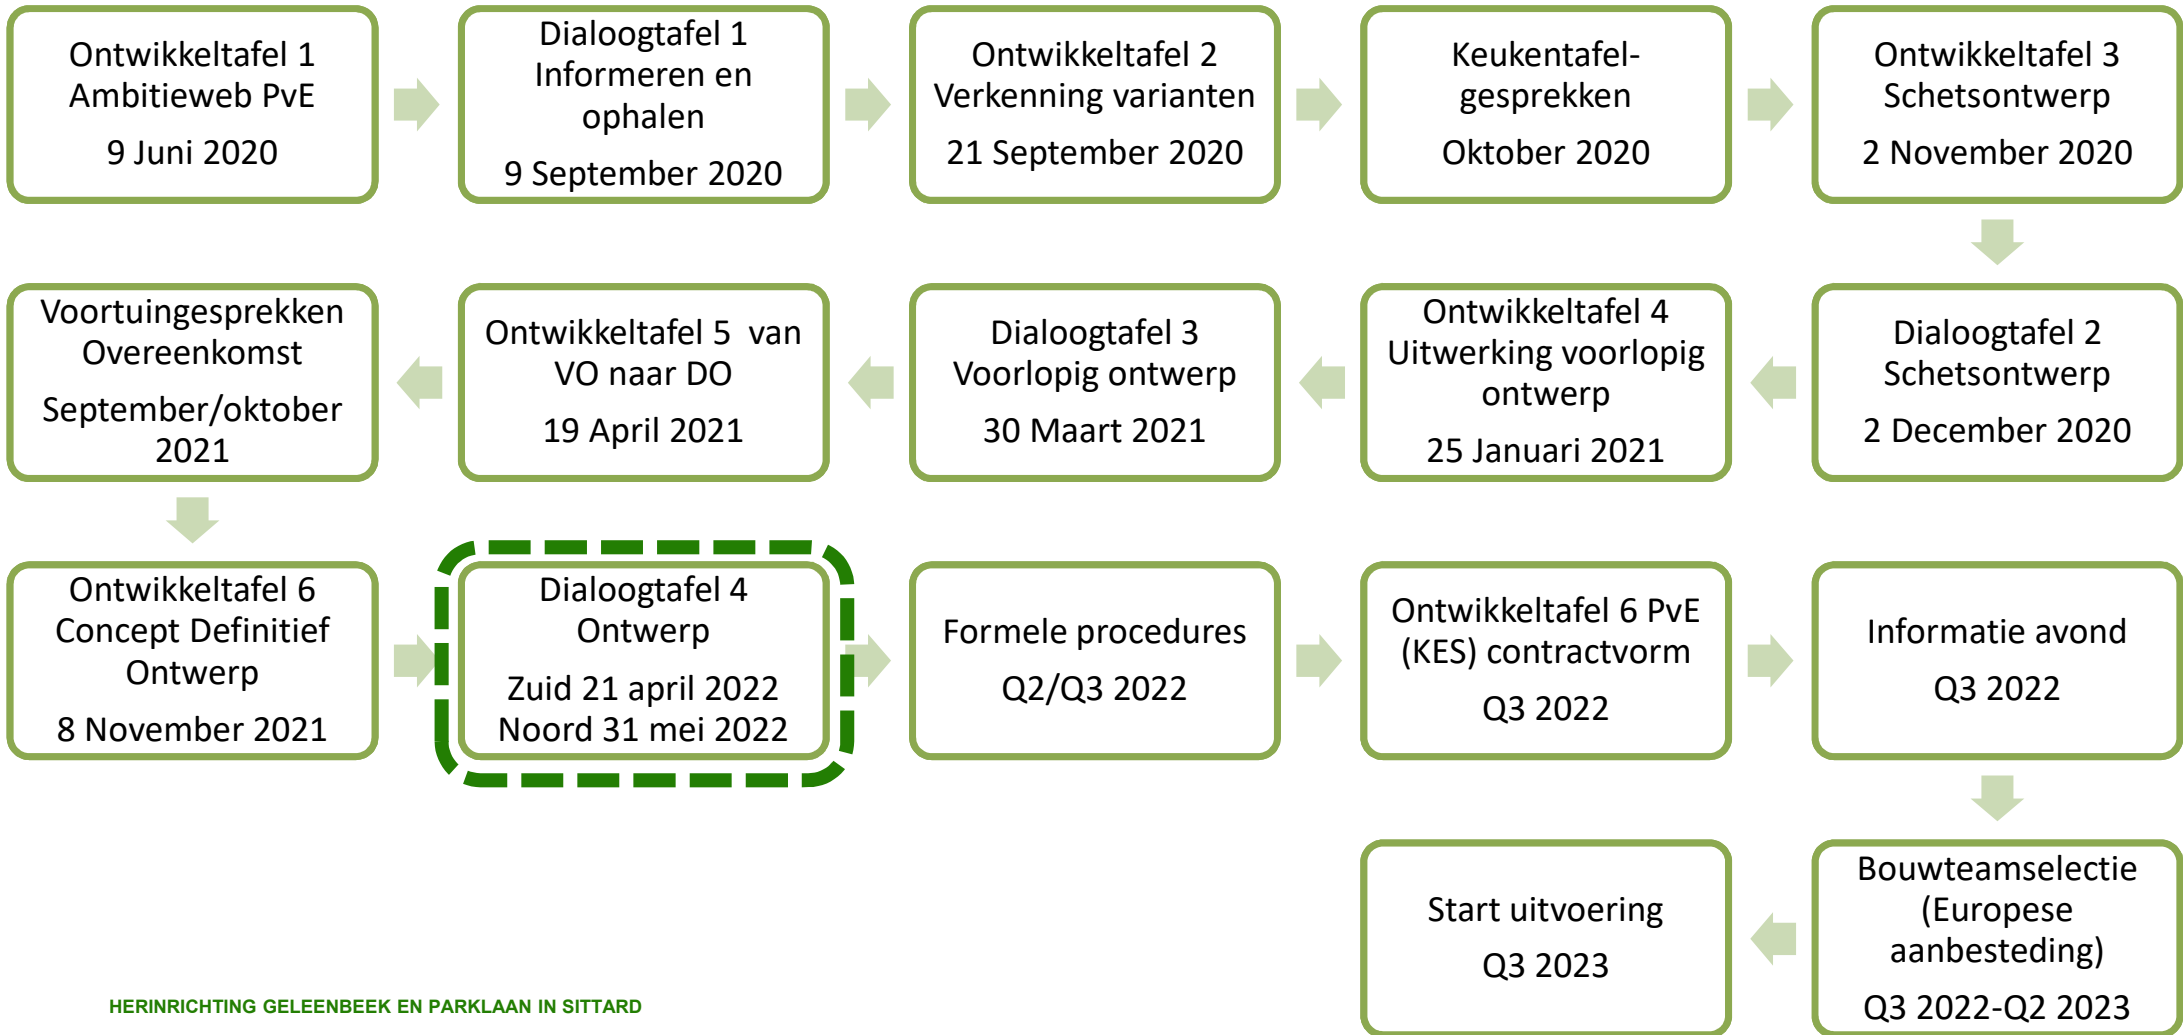 Ontwikkeltafel 1
Ambitieweb PvE
9 Juni 2020
Dialoogtafel 1
Informeren en
ophalen
9 September 2020
Ontwikkeltafel 2
Verkenning varianten
21 September 2020
Keukentafel-
gesprekken
Oktober 2020
Ontwikkeltafel 3
Schetsontwerp
2 November 2020
Dialoogtafel 2
Schetsontwerp
2 December 2020
Ontwikkeltafel 4
Uitwerking voorlopig
ontwerp
25 Januari 2021
Dialoogtafel 3
Voorlopig ontwerp
30 Maart 2021
Ontwikkeltafel 5 van
VO naar DO
19 April 2021
Voortuingesprekken
Overeenkomst
September/oktober
2021
Ontwikkeltafel 6
Concept Definitief
Ontwerp
8 November 2021
Dialoogtafel 4
Ontwerp
Zuid 21 april 2022
Noord 31 mei 2022
Formele procedures
Q2/Q3 2022
Ontwikkeltafel 6 PvE
(KES) contractvorm
Q3 2022
Informatie avond
Q3 2022
Bouwteamselectie
(Europese
aanbesteding)
Q3 2022-Q2 2023
Start uitvoering
Q3 2023
HERINRICHTING GELEENBEEK EN PARKLAAN IN SITTARD